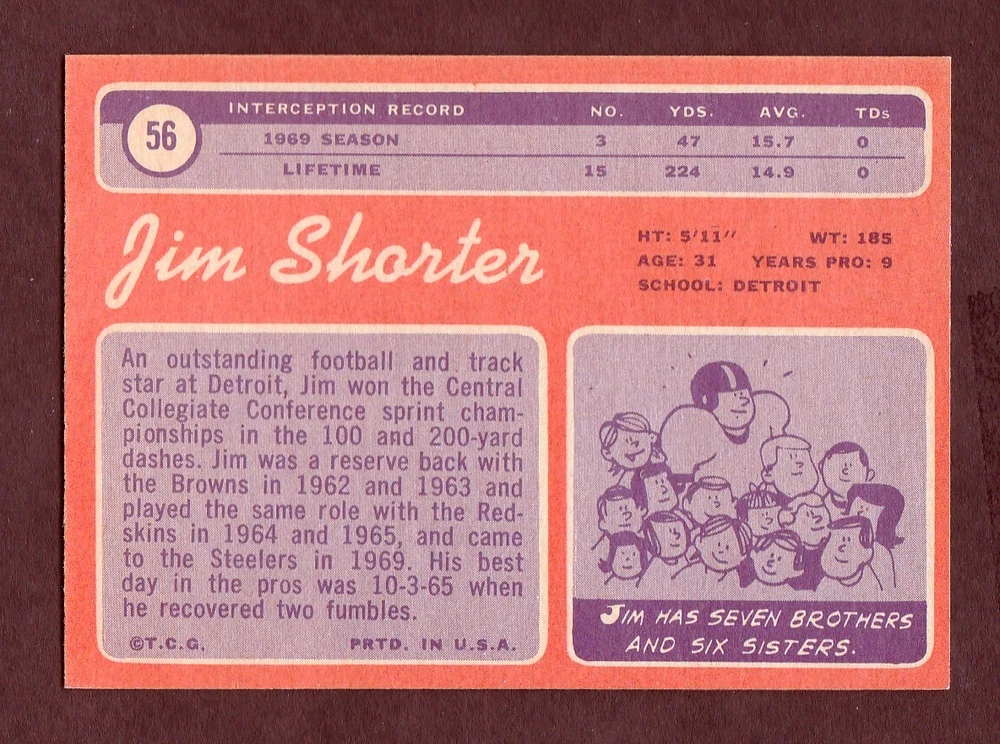 56
INTERCEPTION RECORD NO. YDS. AVG. TDs
1969 SEASON 3 47 15.7 0
LIFETIME 15 224 14.9 0
Jim Shorter
HT: 5'11" WT: 185
AGE: 31 YEARS PRO: 9
SCHOOL: DETROIT
An outstanding football and track
star at Detroit, Jim won the Central
Collegiate Conference sprint cham-
pionships in the 100 and 200-yard
dashes. Jim was a reserve back with
the Browns in 1962 and 1963 and
played the same role with the Red-
skins in 1964 and 1965, and came
to the Steelers in 1969. His best
day in the pros was 10-3-65 when
he recovered two fumbles.
©T.C.G. PRTD. IN U.S.A.
JIM HAS SEVEN BROTHERS
AND SIX SISTERS.